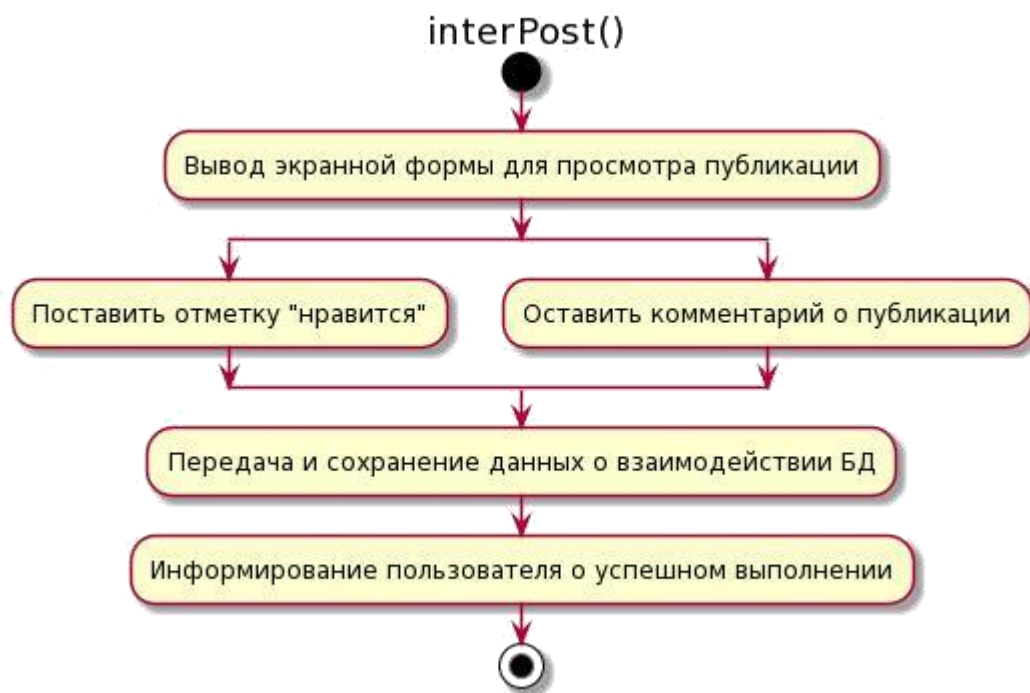 interPost()
Вывод экранной формы для просмотра публикации
Поставить отметку "нравится"
Оставить комментарий о публикации
Передача и сохранение данных о взаимодействии БД
Информирование пользователя о успешном выполнении